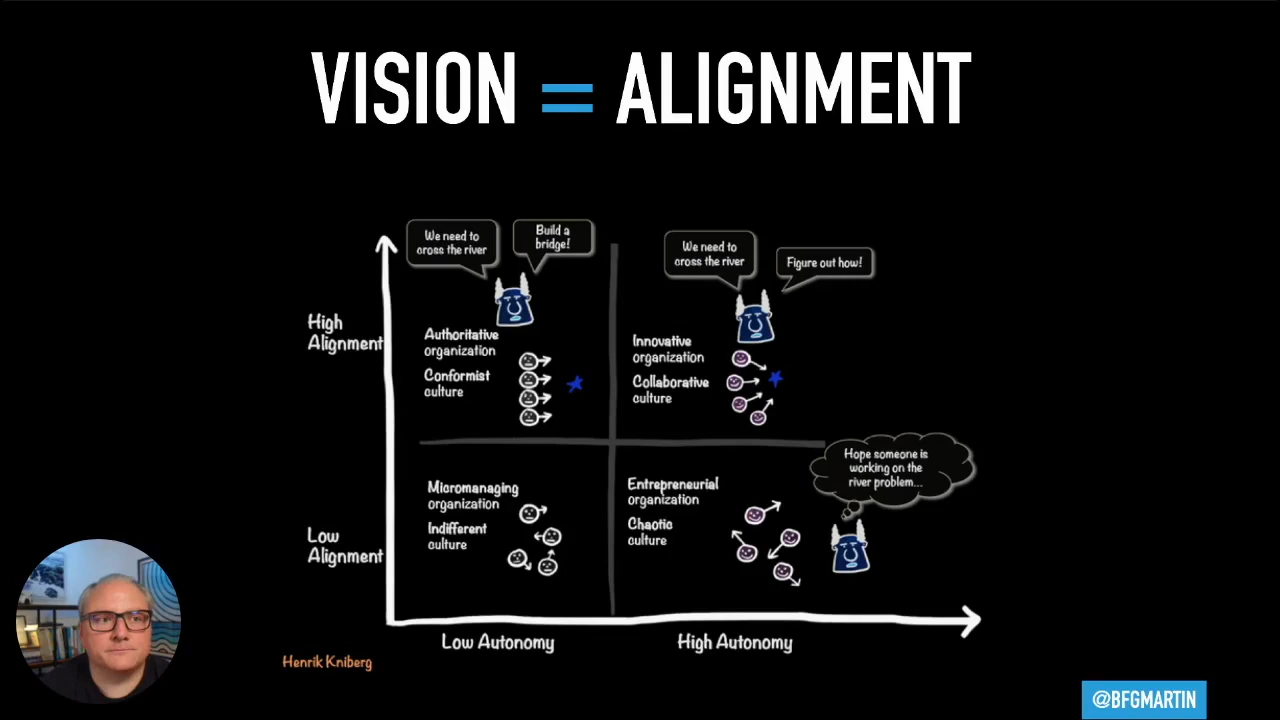 VISION = ALIGNMENT
We need to
cross the river
Build a
bridge!
We need to
cross the river
Figure out how!
High
Alignment
Authoritative
organization
Conformist
culture
Innovative
organization
Collaborative
culture
Hope someone is
working on the
river problem...
Low
Alignment
Micromanaging
organization
Indifferent
culture
Entrepreneurial
organization
Chaotic
culture
Low Autonomy
High Autonomy
Henrik Kniberg
@BFGMARTIN